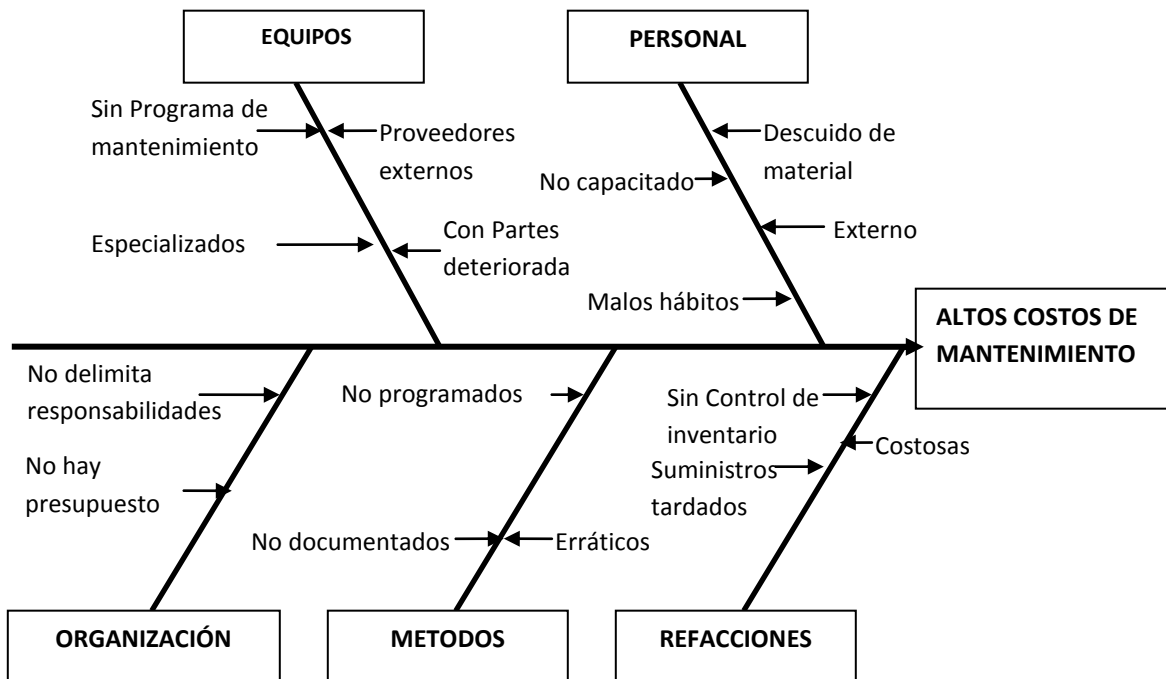 EQUIPOS
PERSONAL
Sin Programa de
mantenimiento
Proveedores
externos
Especializados
Con Partes
deteriorada
Descuido de
material
No capacitado
Externo
Malos hábitos
ALTOS COSTOS DE
MANTENIMIENTO
No delimita
responsabilidades
No hay
presupuesto
No programados
No documentados
Erráticos
Sin Control de
inventario
Costosas
Suministros
tardados
ORGANIZACIÓN
METODOS
REFACCIONES